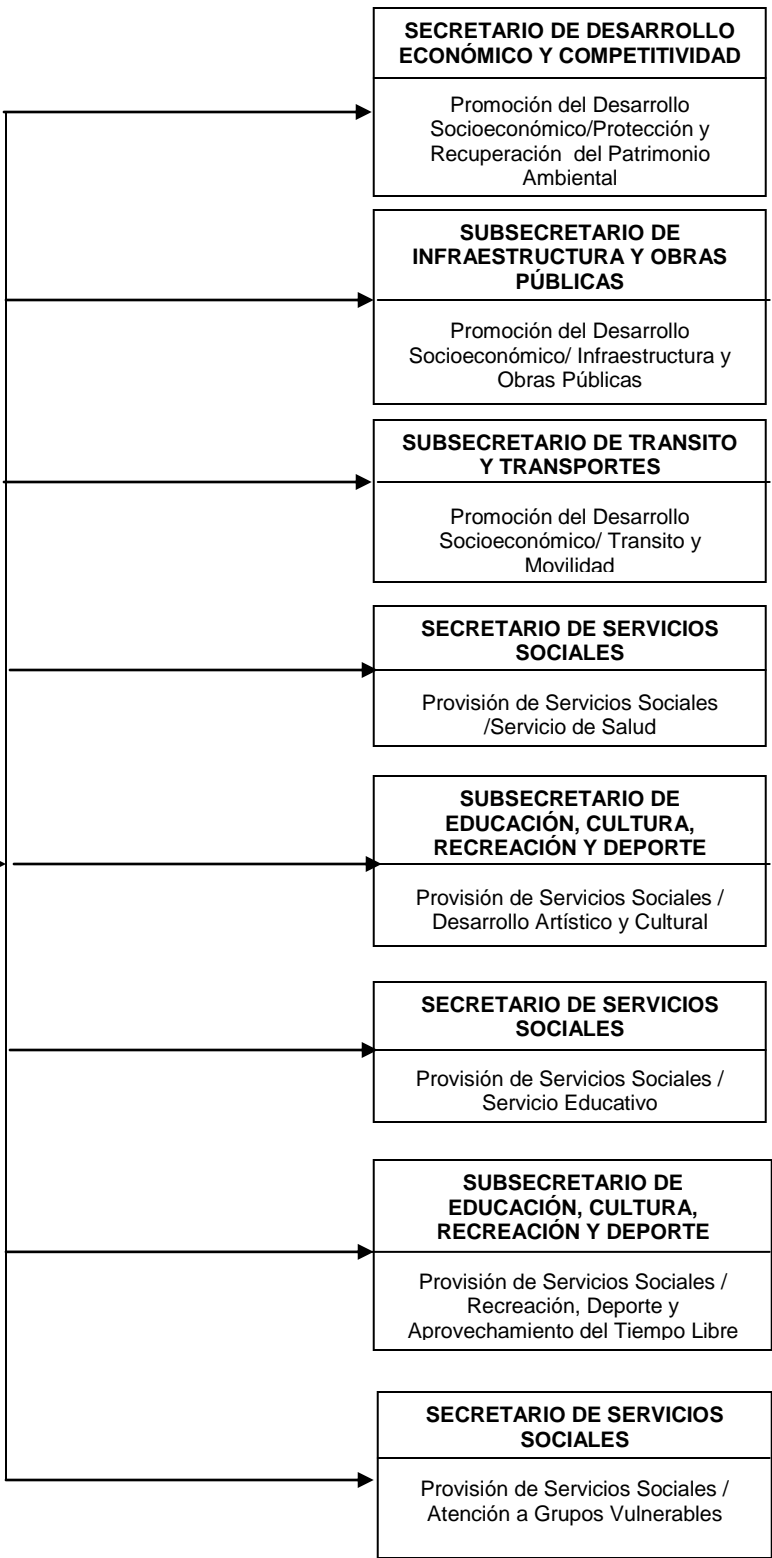 SECRETARIO DE DESARROLLO
ECONÓMICO Y COMPETITIVIDAD
Promoción del Desarrollo
Socioeconómico/Protección y
Recuperación del Patrimonio
Ambiental
SUBSECRETARIO DE
INFRAESTRUCTURA Y OBRAS
PÚBLICAS
Promoción del Desarrollo
Socioeconómico/ Infraestructura y
Obras Públicas
SUBSECRETARIO DE TRANSITO
Y TRANSPORTES
Promoción del Desarrollo
Socioeconómico/ Transito y
Movilidad
SECRETARIO DE SERVICIOS
SOCIALES
Provisión de Servicios Sociales
/Servicio de Salud
SUBSECRETARIO DE
EDUCACIÓN, CULTURA,
RECREACIÓN Y DEPORTE
Provisión de Servicios Sociales /
Desarrollo Artístico y Cultural
SECRETARIO DE SERVICIOS
SOCIALES
Provisión de Servicios Sociales /
Servicio Educativo
SUBSECRETARIO DE
EDUCACIÓN, CULTURA,
RECREACIÓN Y DEPORTE
Provisión de Servicios Sociales /
Recreación, Deporte y
Aprovechamiento del Tiempo Libre
SECRETARIO DE SERVICIOS
SOCIALES
Provisión de Servicios Sociales /
Atención a Grupos Vulnerables